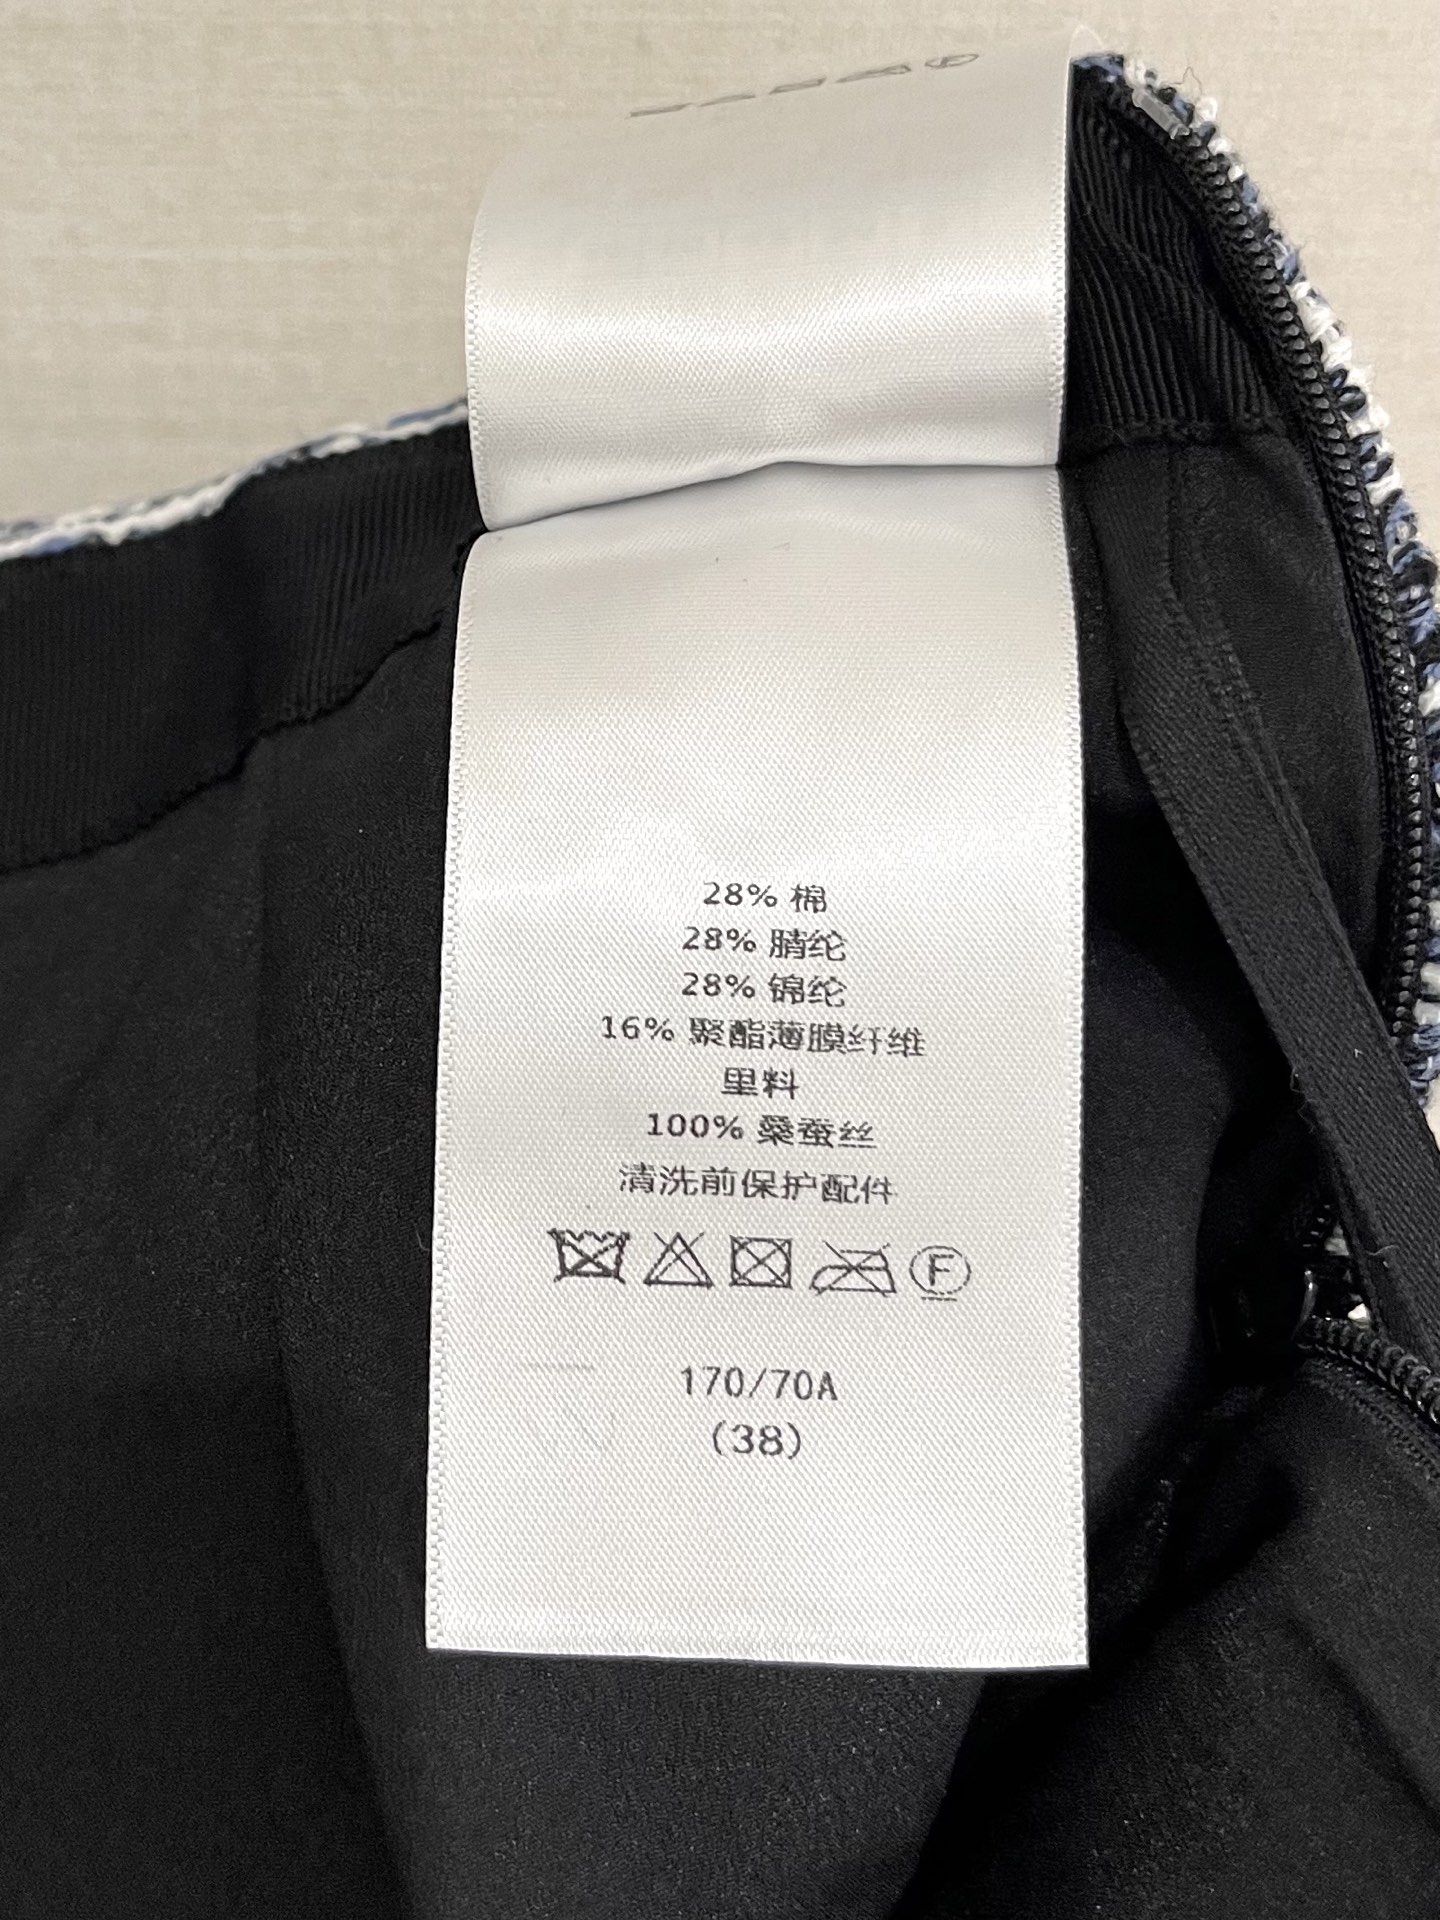 28% 棉
28% 腈纶
28% 锦纶
16% 聚酯薄膜纤维
里料
100% 桑蚕丝
清洗前保护配件
F
170/70A
(38)